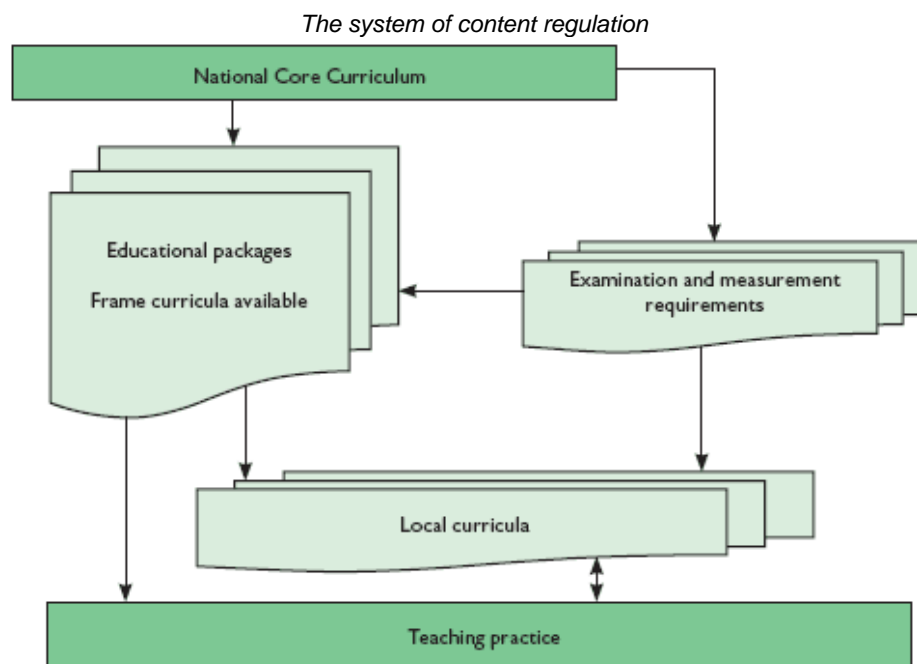 The system of content regulation
National Core Curriculum
Educational packages
Frame curricula available
Examination and measurement
requirements
Local curricula
Teaching practice